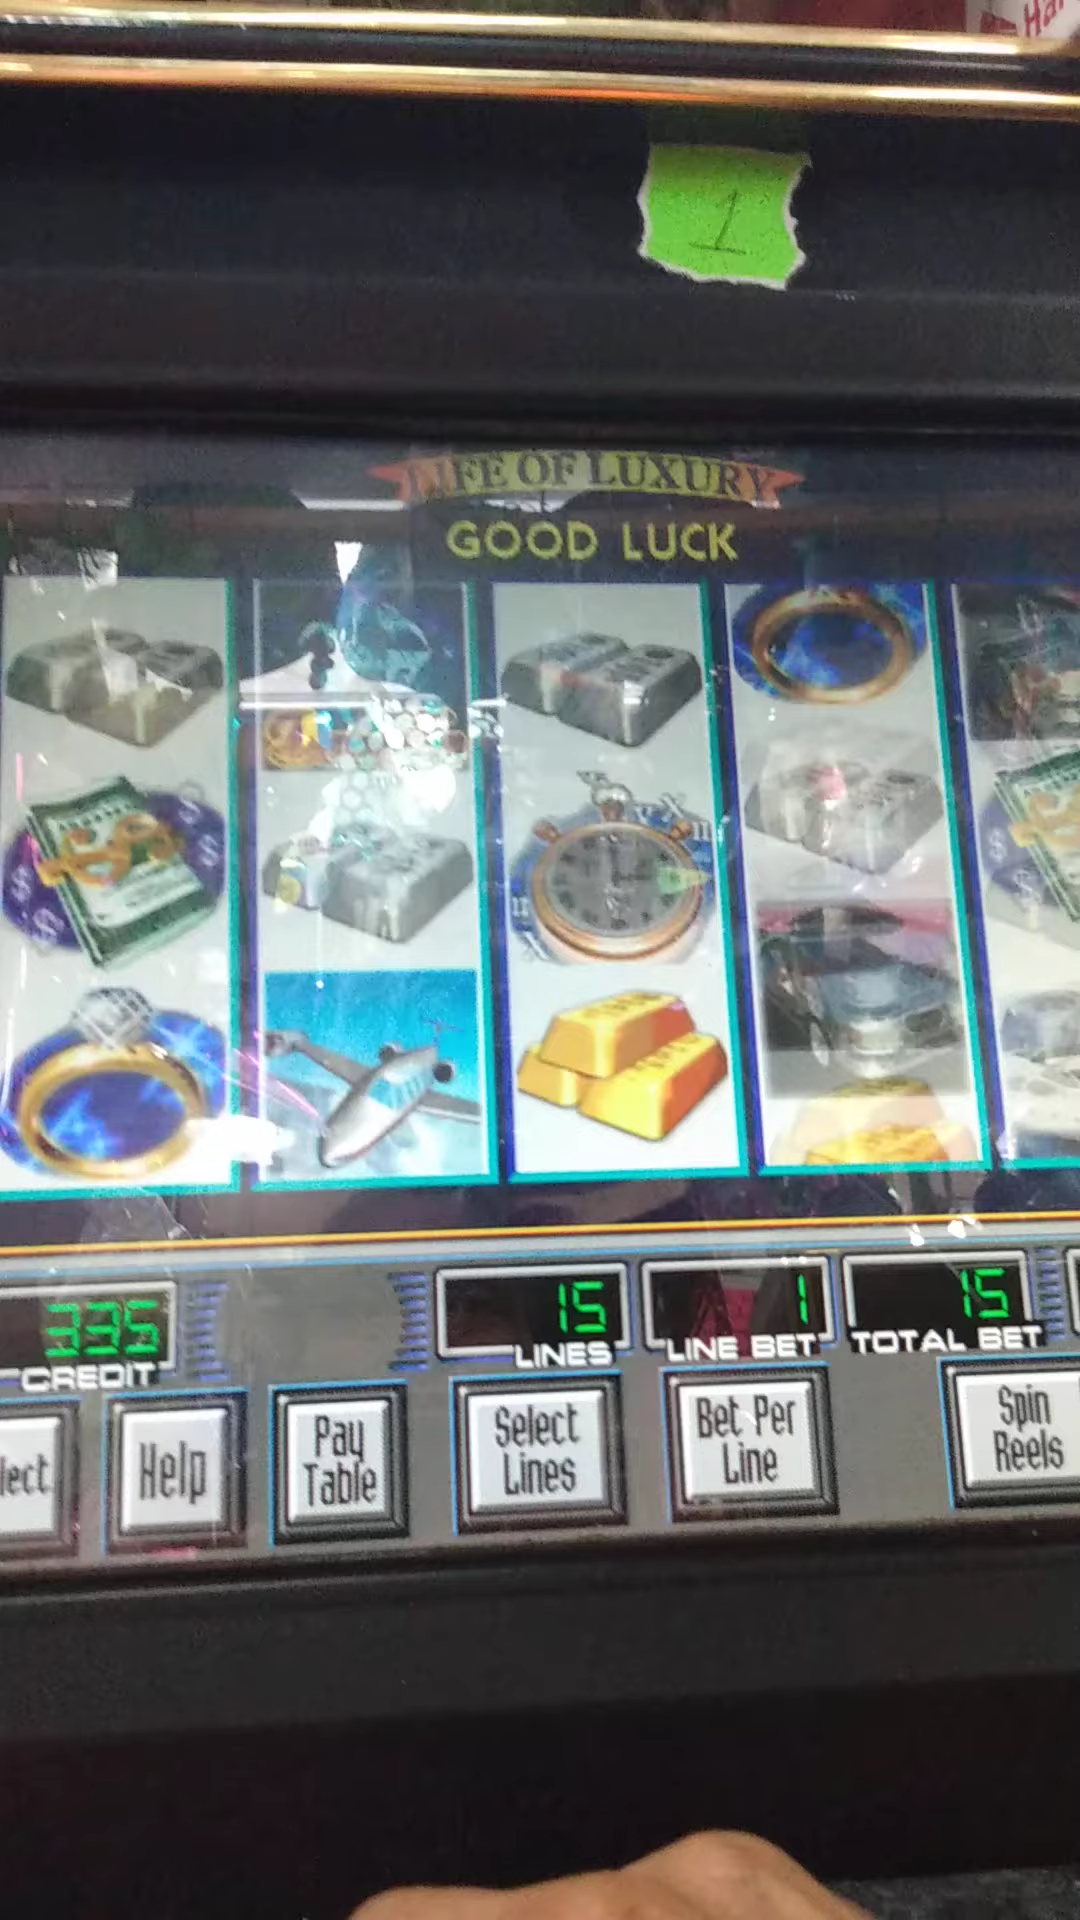 Har
1
LIFE OF LUXURY
GOOD LUCK
335
CREDIT
15
LINES
1
LINE BET
15
TOTAL BET
lect
Help
Pay
Table
Select
Lines
Bet Per
Line
Spin
Reels